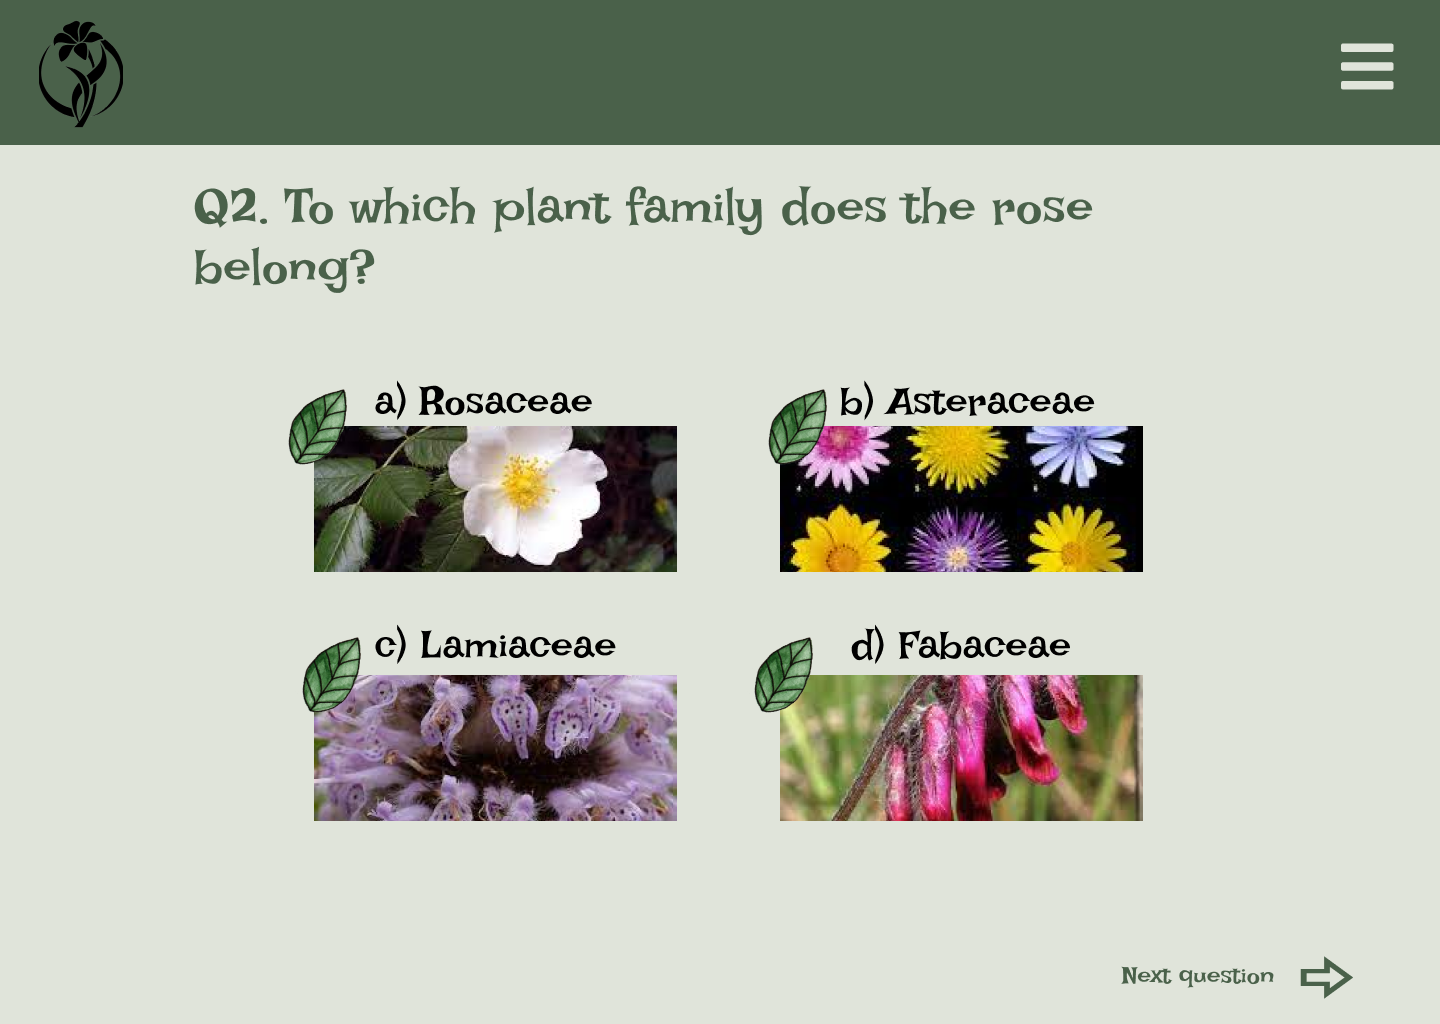 Q2. To which plant family does the rose
belong?
a) Rosaceae
b) Asteraceae
c) Lamiaceae
d) Fabaceae
Next question